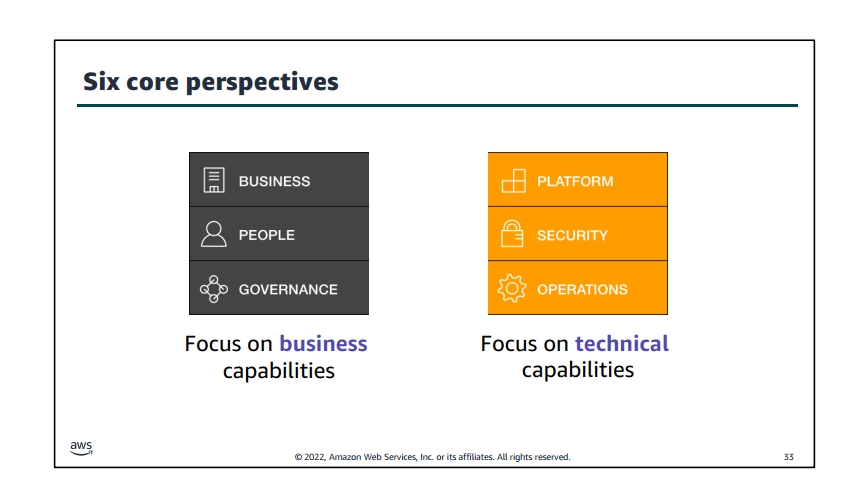 Six core perspectives
BUSINESS
PEOPLE
GOVERNANCE
Focus on business
capabilities
PLATFORM
SECURITY
OPERATIONS
Focus on technical
capabilities
aws
© 2022, Amazon Web Services, Inc. or its affiliates. All rights reserved.
33